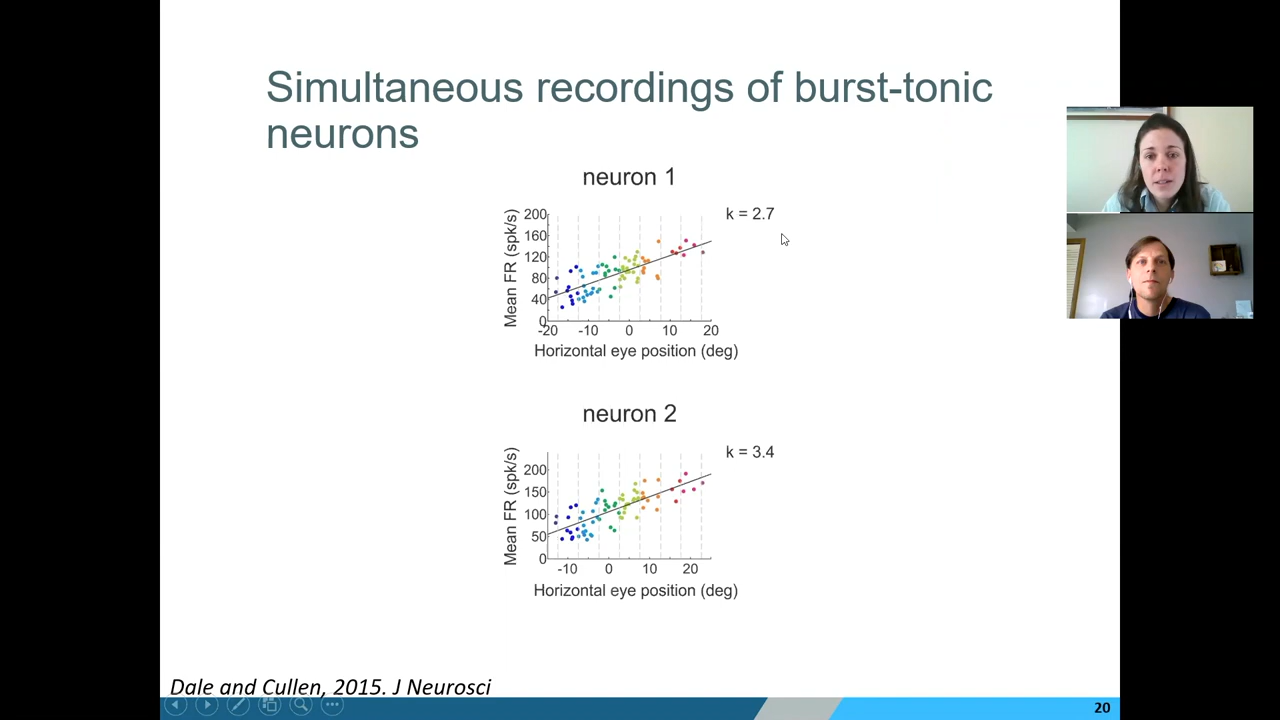 Simultaneous recordings of burst-tonic
neurons
neuron 1
k = 2.7
Mean FR (spk/s)
200
160
120
80
40
0
-20 -10 0 10 20
Horizontal eye position (deg)
neuron 2
k = 3.4
Mean FR (spk/s)
200
150
100
50
0
-10 0 10 20
Horizontal eye position (deg)
Dale and Cullen, 2015. J Neurosci
20